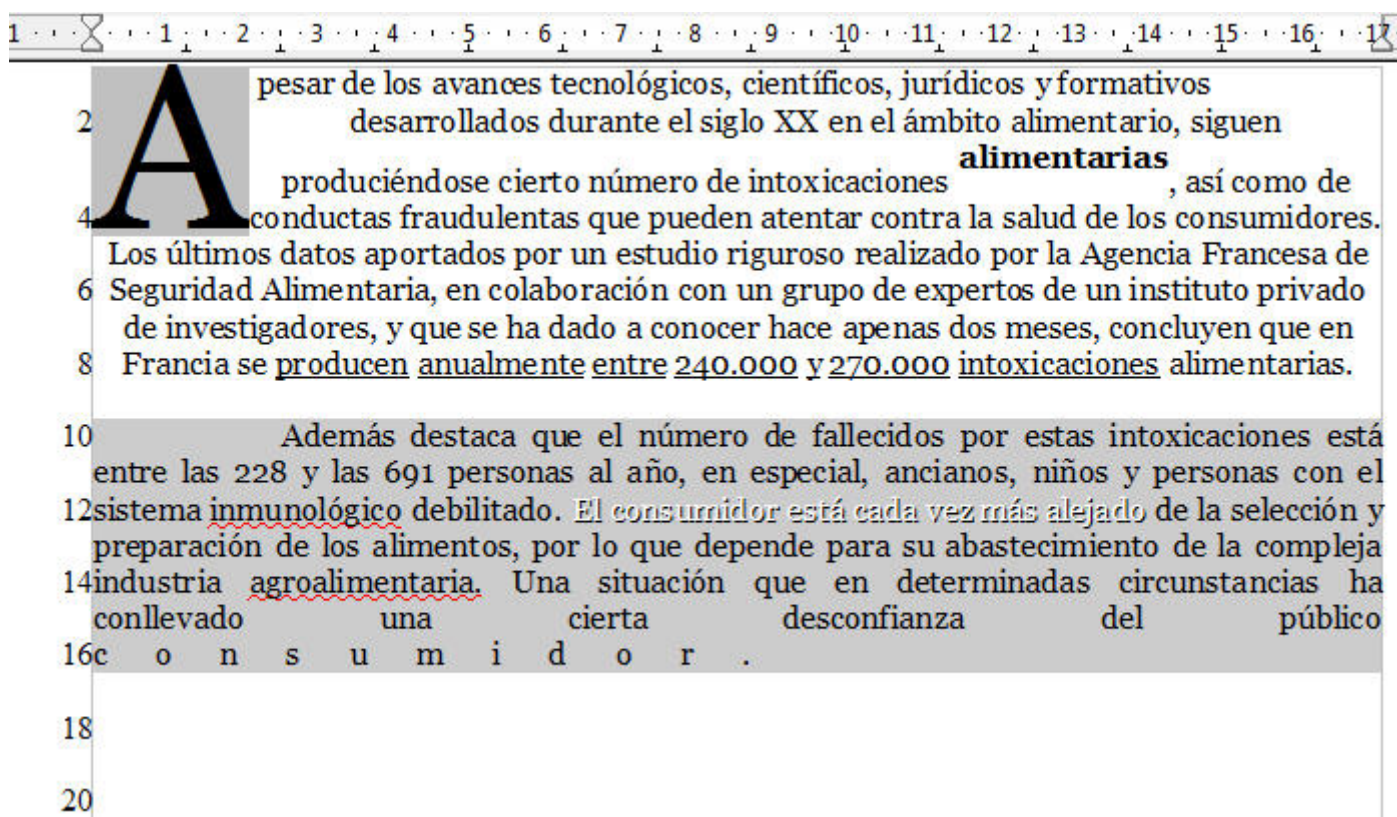 1 1 2 3 4 5 6 7 8 9 10 11 12 13 14 15 16 17
A pesar de los avances tecnológicos, científicos, jurídicos y formativos
2 desarrollados durante el siglo XX en el ámbito alimentario, siguen
produciéndose cierto número de intoxicaciones alimentarias, así como de
4 conductas fraudulentas que pueden atentar contra la salud de los consumidores.
Los últimos datos aportados por un estudio riguroso realizado por la Agencia Francesa de
6 Seguridad Alimentaria, en colaboración con un grupo de expertos de un instituto privado
de investigadores, y que se ha dado a conocer hace apenas dos meses, concluyen que en
8 Francia se producen anualmente entre 240.000 y 270.000 intoxicaciones alimentarias.
10 Además destaca que el número de fallecidos por estas intoxicaciones está
entre las 228 y las 691 personas al año, en especial, ancianos, niños y personas con el
12 sistema inmunológico debilitado. El consumidor está cada vez más alejado de la selección y
preparación de los alimentos, por lo que depende para su abastecimiento de la compleja
14 industria agroalimentaria. Una situación que en determinadas circunstancias ha
conllevado una cierta desconfianza del público
16 c o n s u m i d o r .
18
20